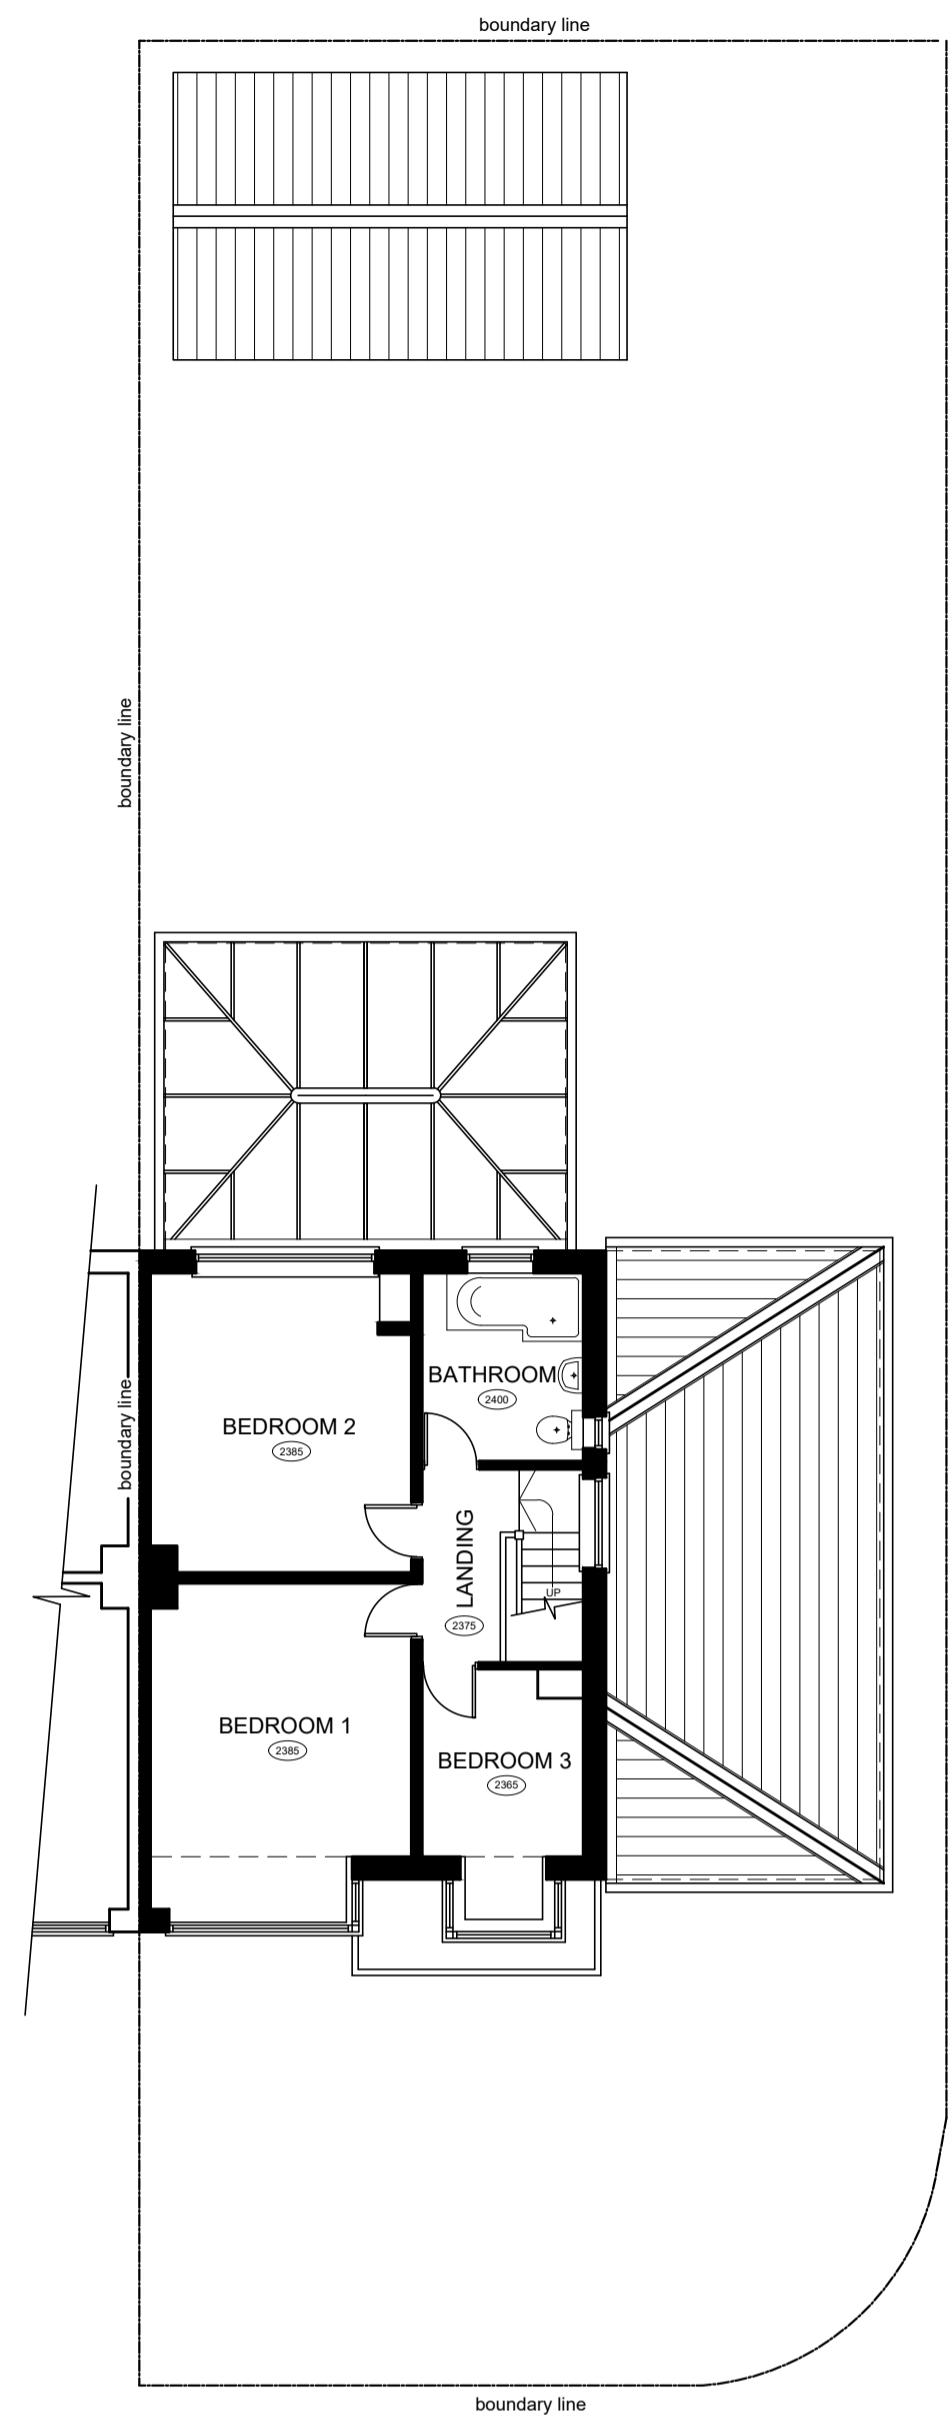 boundary line
boundary line
BATHROOM
2400
BEDROOM 2
2385
boundary line
LANDING
UP
2375
BEDROOM 1
2385
BEDROOM 3
2365
boundary line